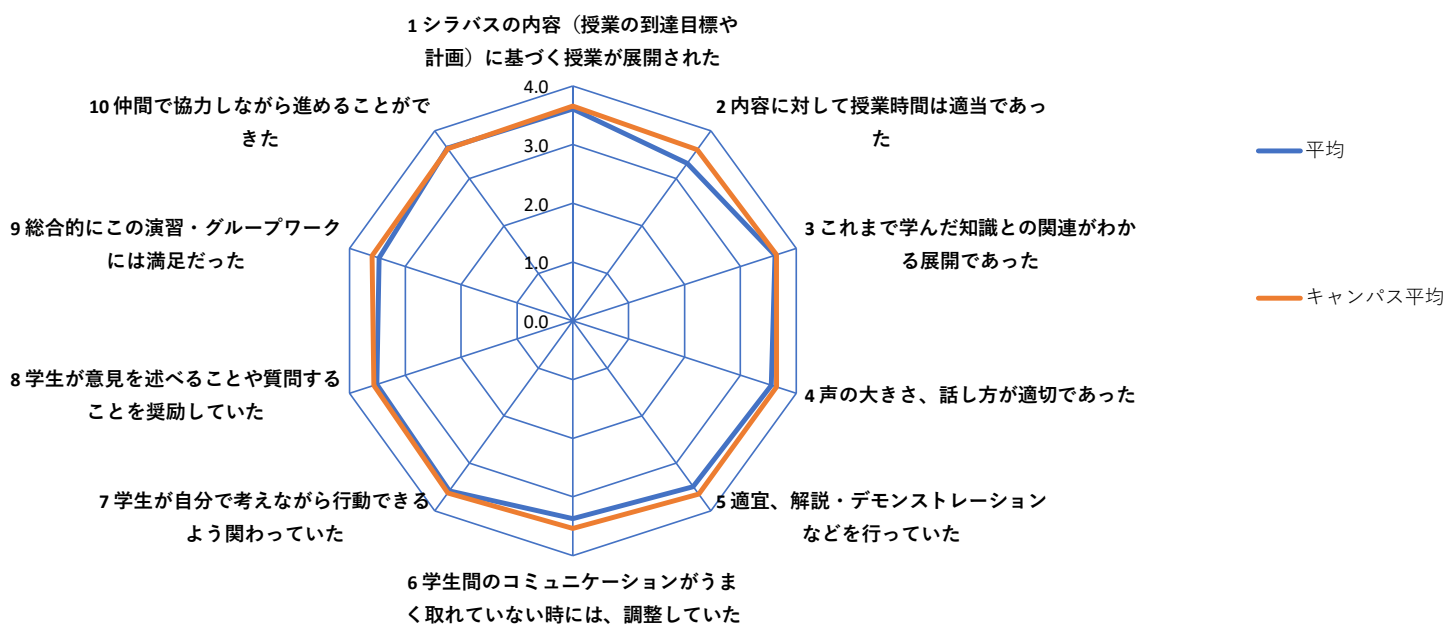 1 シラバスの内容（授業の到達目標や
計画）に基づく授業が展開された
2 内容に対して授業時間は適当であっ
た
3 これまで学んだ知識との関連がわか
る展開であった
4 声の大きさ、話し方が適切であった
5 適宜、解説・デモンストレーション
などを行っていた
6 学生間のコミュニケーションがうま
く取れていない時には、調整していた
7 学生が自分で考えながら行動できる
よう関わっていた
8 学生が意見を述べることや質問する
ことを奨励していた
9 総合的にこの演習・グループワーク
には満足だった
10 仲間で協力しながら進めることがで
きた
4.0
3.0
2.0
1.0
0.0
平均
キャンパス平均